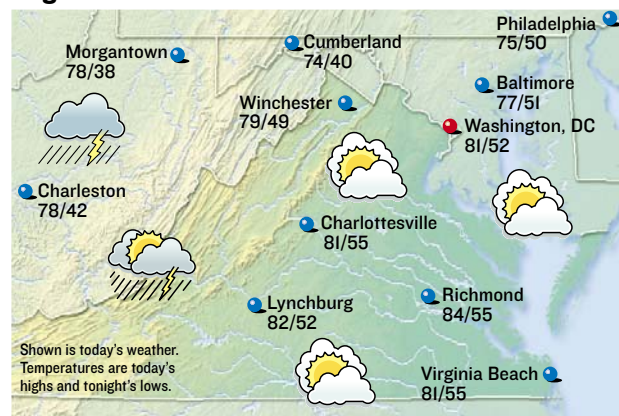 Philadelphia
75/50
Cumberland
74/40
Morgantown
78/38
Baltimore
77/51
Winchester
79/49
Washington, DC
81/52
Charleston
78/42
Charlottesville
81/55
Richmond
84/55
Lynchburg
82/52
Shown is today's weather.
Temperatures are today's
highs and tonight's lows.
Virginia Beach
81/55